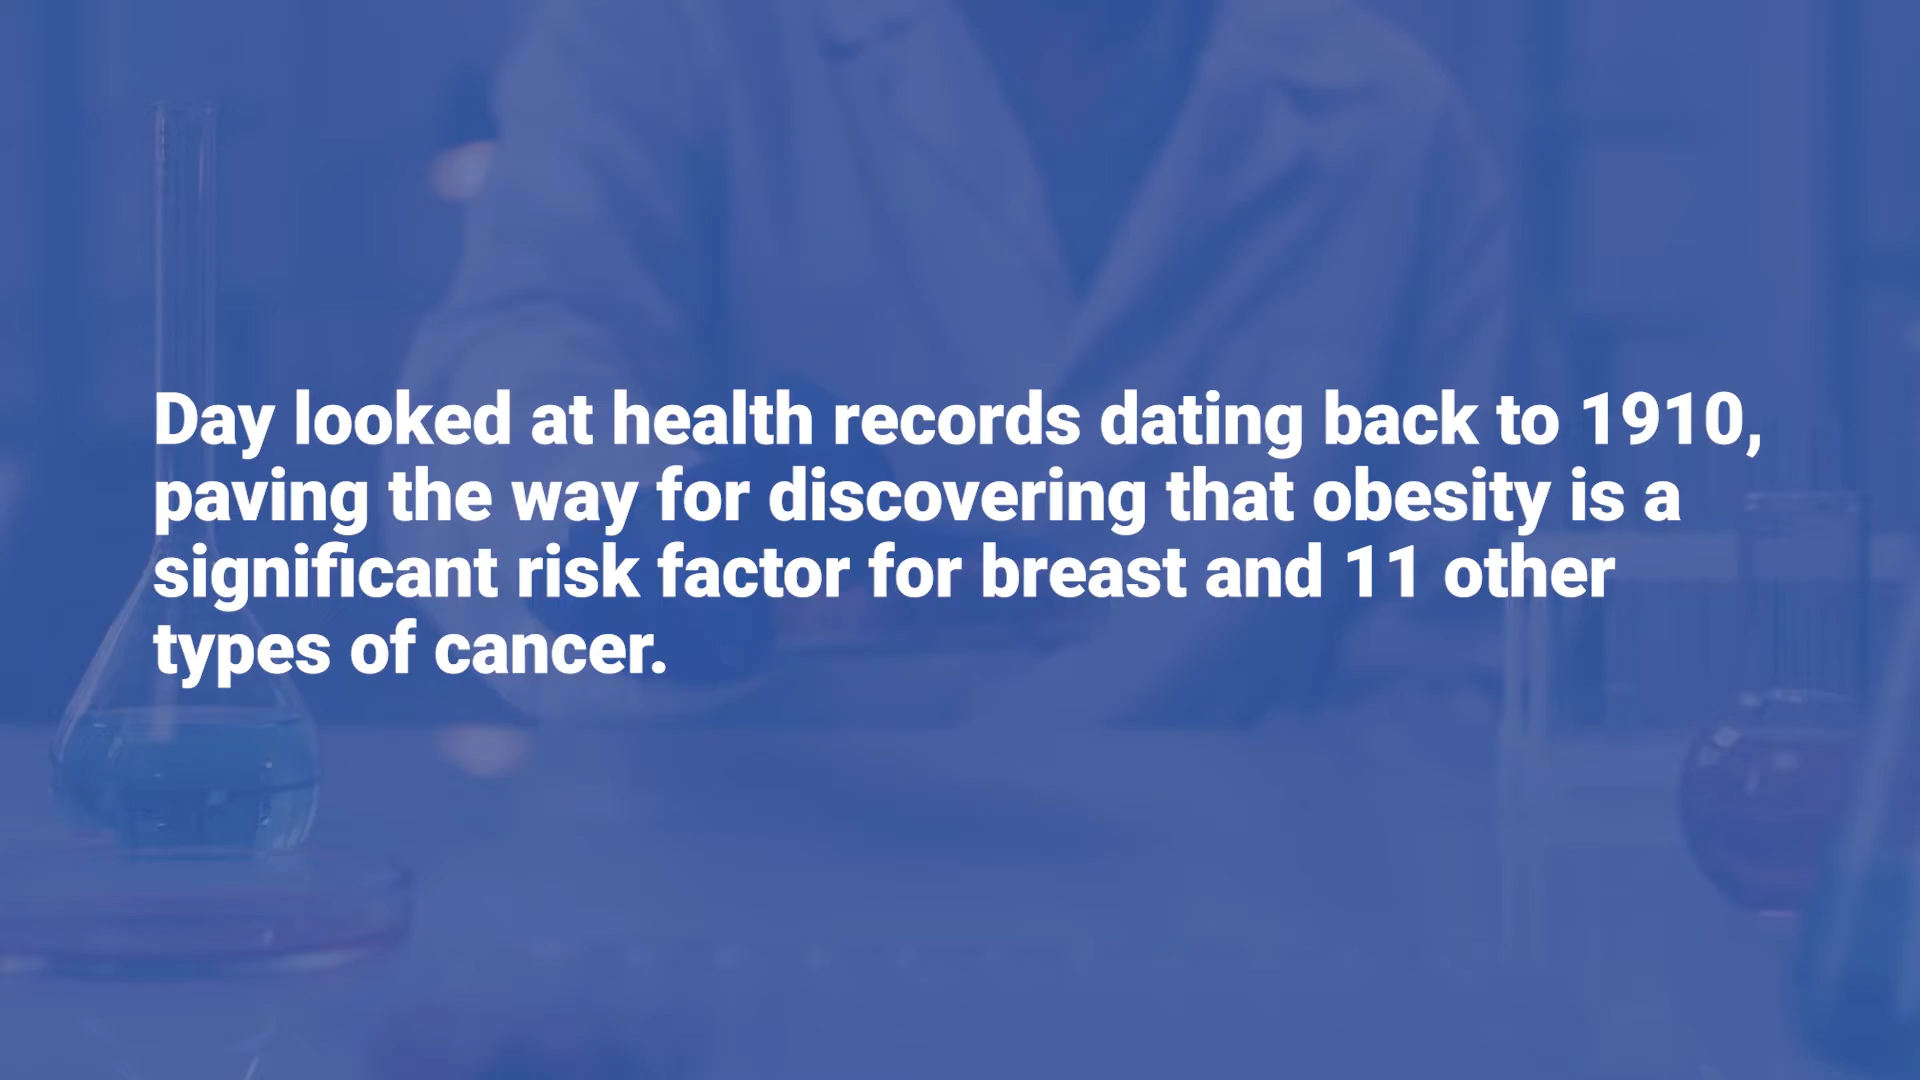 Day looked at health records dating back to 1910,
paving the way for discovering that obesity is a
significant risk factor for breast and 11 other
types of cancer.